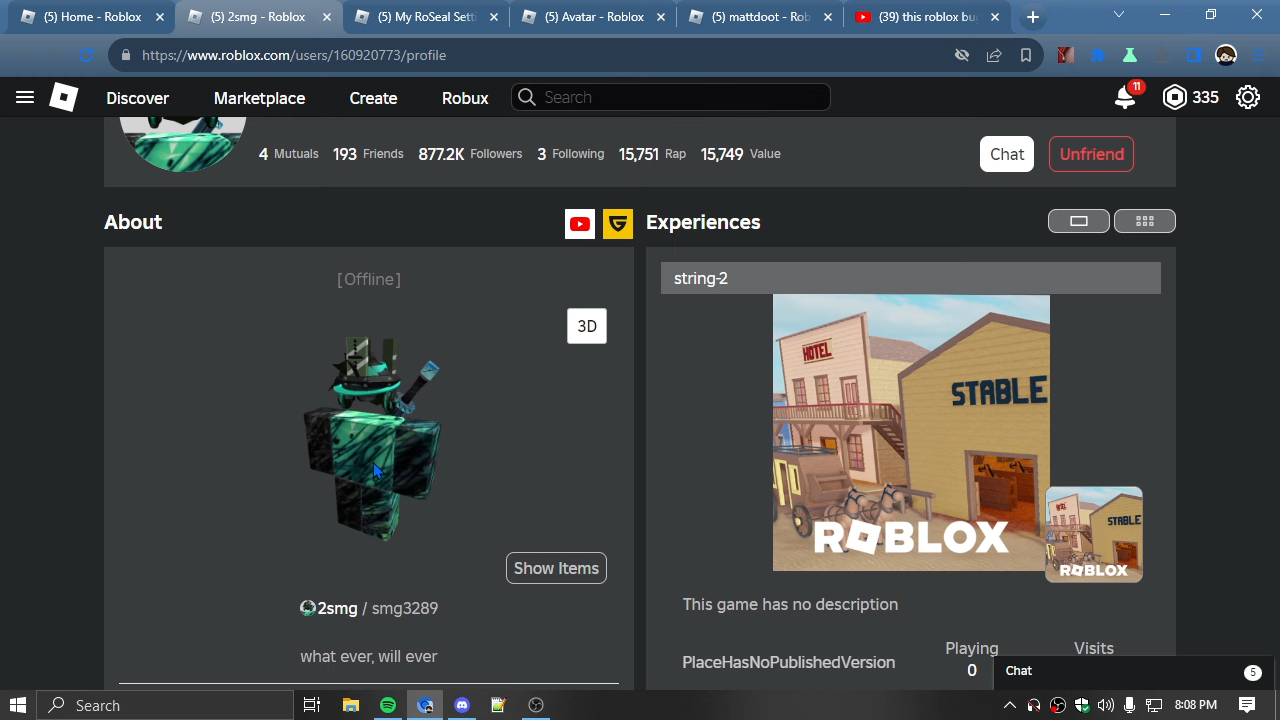 (5) Home - Roblox
(5) 2smg - Roblox
(5) My RoSeal Setti
(5) Avatar - Roblox
(5) mattdoot - Rob
(39) this roblox bu
https://www.roblox.com/users/160920773/profile
Discover
Marketplace
Create
Robux
Search
11
335
4 Mutuals
193 Friends
877.2K Followers
3 Following
15,751 Rap
15,749 Value
Chat
Unfriend
About
Experiences
[Offline]
3D
Show Items
2smg / smg3289
what ever, will ever
string-2
HOTEL
STABLE
ROBLOX
STABLE
ROBLOX
This game has no description
PlaceHasNoPublishedVersion
Playing
0
Visits
Chat
5
Search
8:08 PM